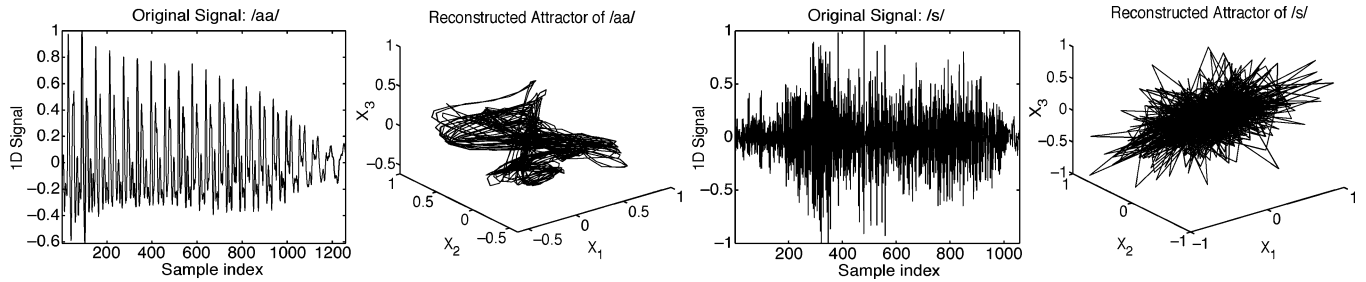 Original Signal: /aa/
1
0.8
0.6
0.4
0.2
0
−0.2
−0.4
−0.6
1D Signal
200 400 600 800 1000 1200
Sample index
Reconstructed Attractor of /aa/
1
0.5
0
−0.5
X3
1
0.5
0
−0.5
X2
−0.5
0
0.5
1
X1
Original Signal: /s/
1
0.5
0
−0.5
−1
1D Signal
200 400 600 800 1000
Sample index
Reconstructed Attractor of /s/
1
0.5
0
−0.5
−1
X3
1
0
−1
X2
−1
0
1
X1